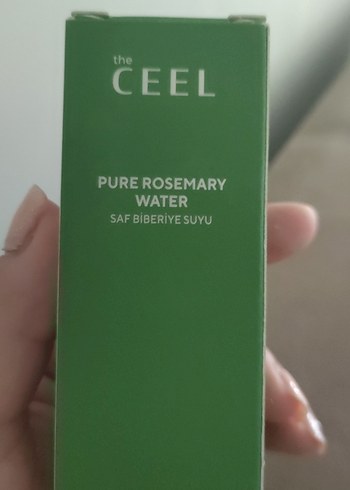 the
CEEL
PURE ROSEMARY
WATER
SAF BİBERİYE SUYU